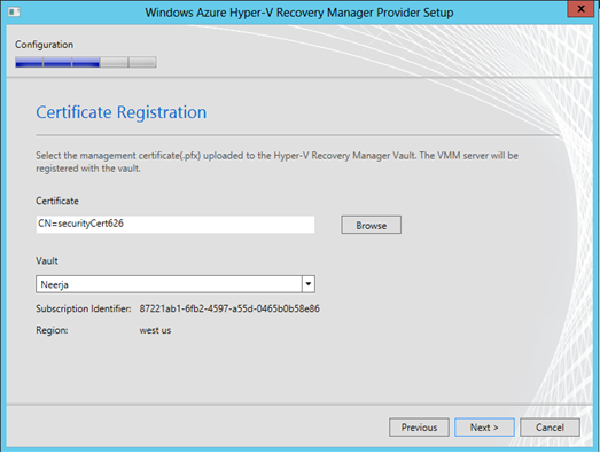 Windows Azure Hyper-V Recovery Manager Provider Setup
Configuration
Certificate Registration
Select the management certificate(.pfx) uploaded to the Hyper-V Recovery Manager Vault. The VMM server will be
registered with the vault.
Certificate
CN=securityCert626
Browse
Vault
Neerja
Subscription Identifier: 87221ab1-6fb2-4597-a55d-0465b0b58e86
Region: west us
Previous
Next >
Cancel